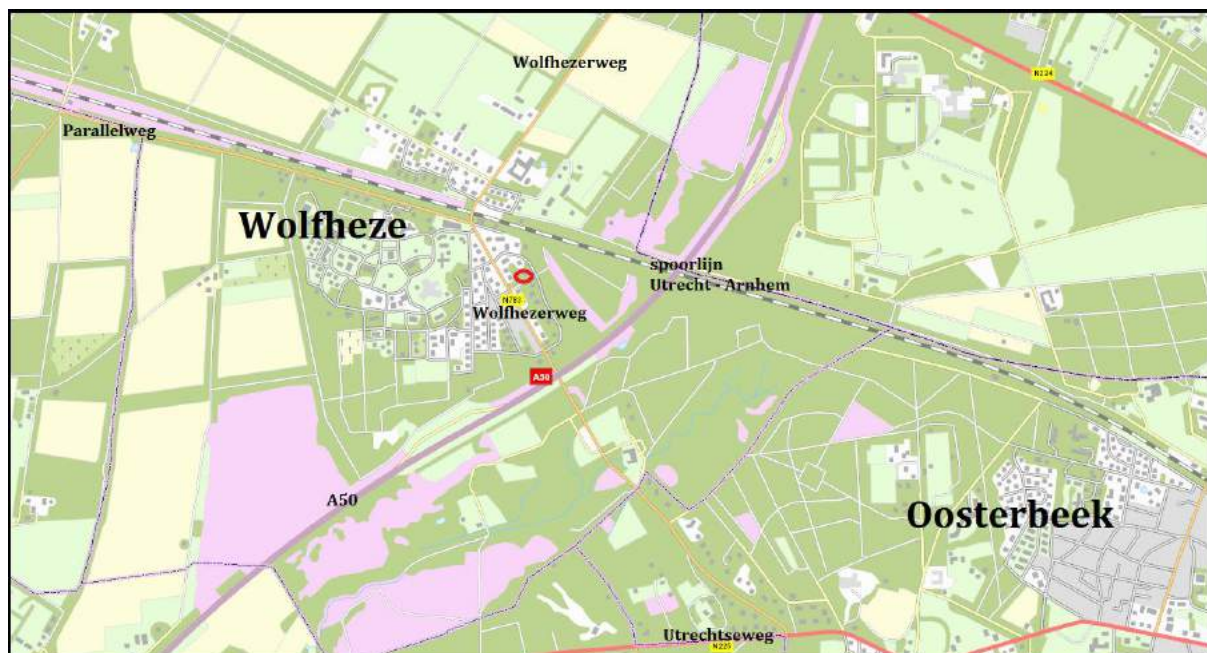 Wolfhezerweg
N224
Parallelweg
Wolfheze
spoorlijn
Utrecht - Arnhem
N783
Wolfhezerweg
A50
A50
Oosterbeek
Utrechtseweg
N225